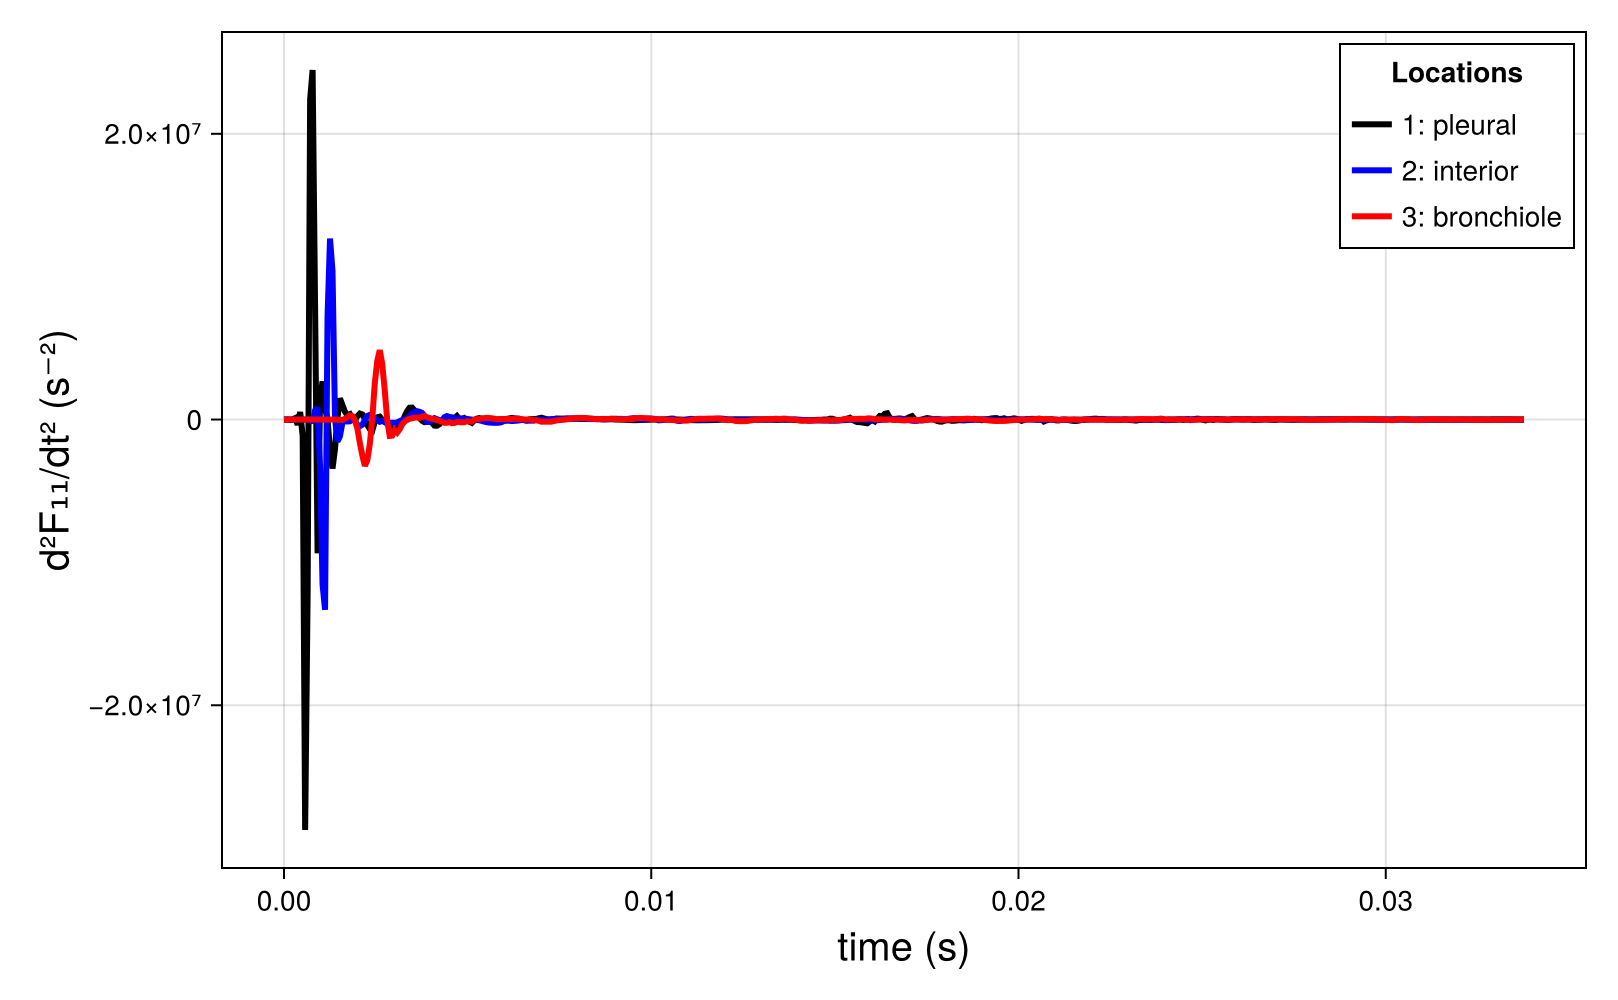 Locations
1: pleural
2: interior
3: bronchiole
2.0×10⁷
0
−2.0×10⁷
d²F₁₁/dt² (s⁻²)
0.00
0.01
0.02
0.03
time (s)